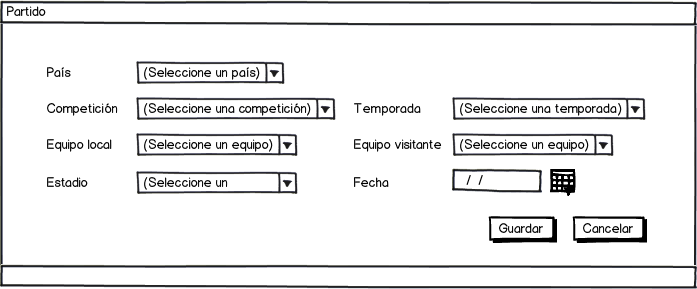 Partido
País (Seleccione un país)
Competición (Seleccione una competición) Temporada (Seleccione una temporada)
Equipo local (Seleccione un equipo) Equipo visitante (Seleccione un equipo)
Estadio (Seleccione un Fecha / /
Guardar Cancelar